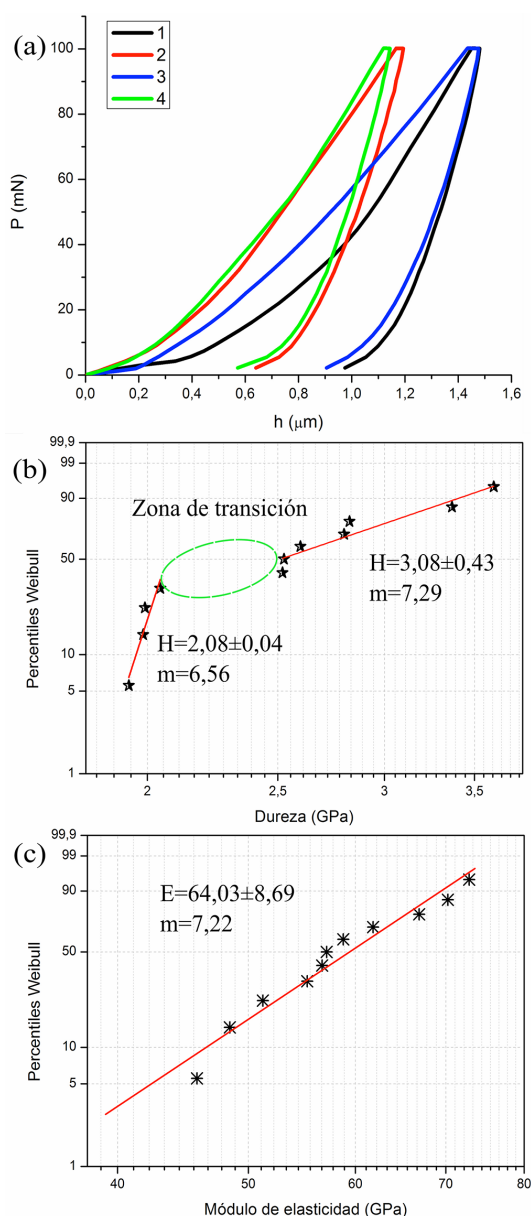 (a)
1
2
3
4
100
80
60
40
20
0
P (mN)
0,0 0,2 0,4 0,6 0,8 1,0 1,2 1,4 1,6
h (μm)
(b)
99,9
99
90
50
10
5
1
Percentiles Weibull
Zona de transición
H=3,08±0,43
m=7,29
H=2,08±0,04
m=6,56
2 2,5 3 3,5
Dureza (GPa)
(c)
99,9
99
90
50
10
5
1
Percentiles Weibull
E=64,03±8,69
m=7,22
40 50 60 70 80
Módulo de elasticidad (GPa)